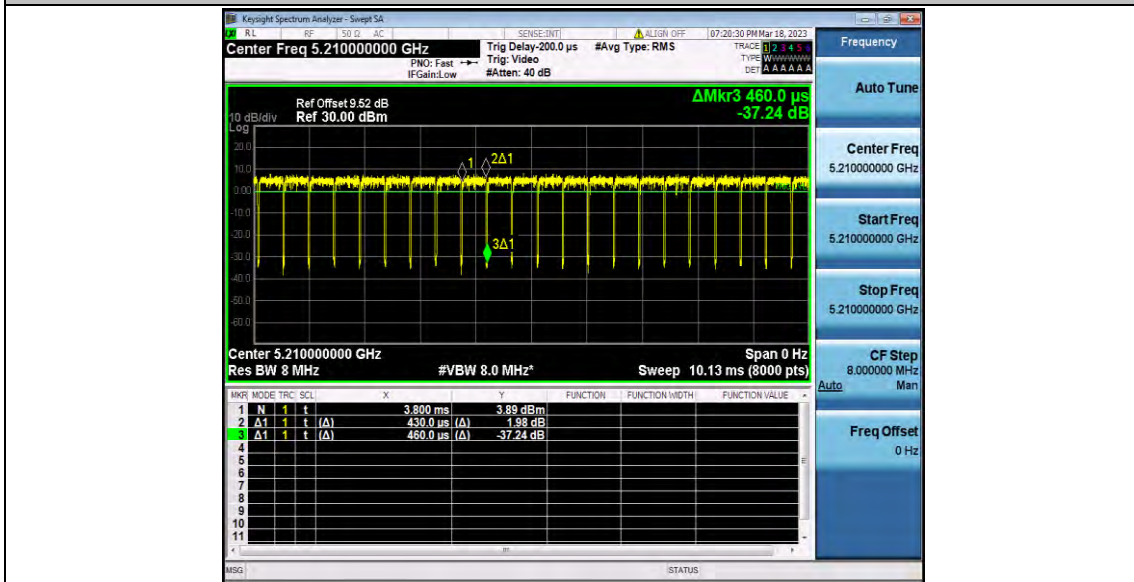 Keysight Spectrum Analyzer - Swept SA
RL RF 50 Ω AC SENSE:INT ALIGN OFF 07:20:30 PM Mar 18, 2023
Center Freq 5.210000000 GHz
PNO: Fast
IFGain:Low
Trig Delay-200.0 µs
Trig: Video
#Atten: 40 dB
#Avg Type: RMS
TRACE 1 2 3 4 5 6
TYPE WWWWWW
DET A A A A A A
Frequency
Auto Tune
Center Freq
5.210000000 GHz
Start Freq
5.210000000 GHz
Stop Freq
5.210000000 GHz
CF Step
8.000000 MHz
Auto Man
Freq Offset
0 Hz
ΔMkr3 460.0 µs
-37.24 dB
Ref Offset 9.52 dB
10 dB/div Ref 30.00 dBm
Log
20.0
10.0
0.00
-10.0
-20.0
-30.0
-40.0
-50.0
-60.0
1
2Δ1
3Δ1
Center 5.210000000 GHz Span 0 Hz
Res BW 8 MHz #VBW 8.0 MHz* Sweep 10.13 ms (8000 pts)
MKR MODE TRC SCL X Y FUNCTION FUNCTION WIDTH FUNCTION VALUE
1 N 1 t 3.800 ms 3.89 dBm
2 Δ1 1 t (Δ) 430.0 µs (Δ) 1.98 dB
3 Δ1 1 t (Δ) 460.0 µs (Δ) -37.24 dB
4
5
6
7
8
9
10
11
MSG STATUS